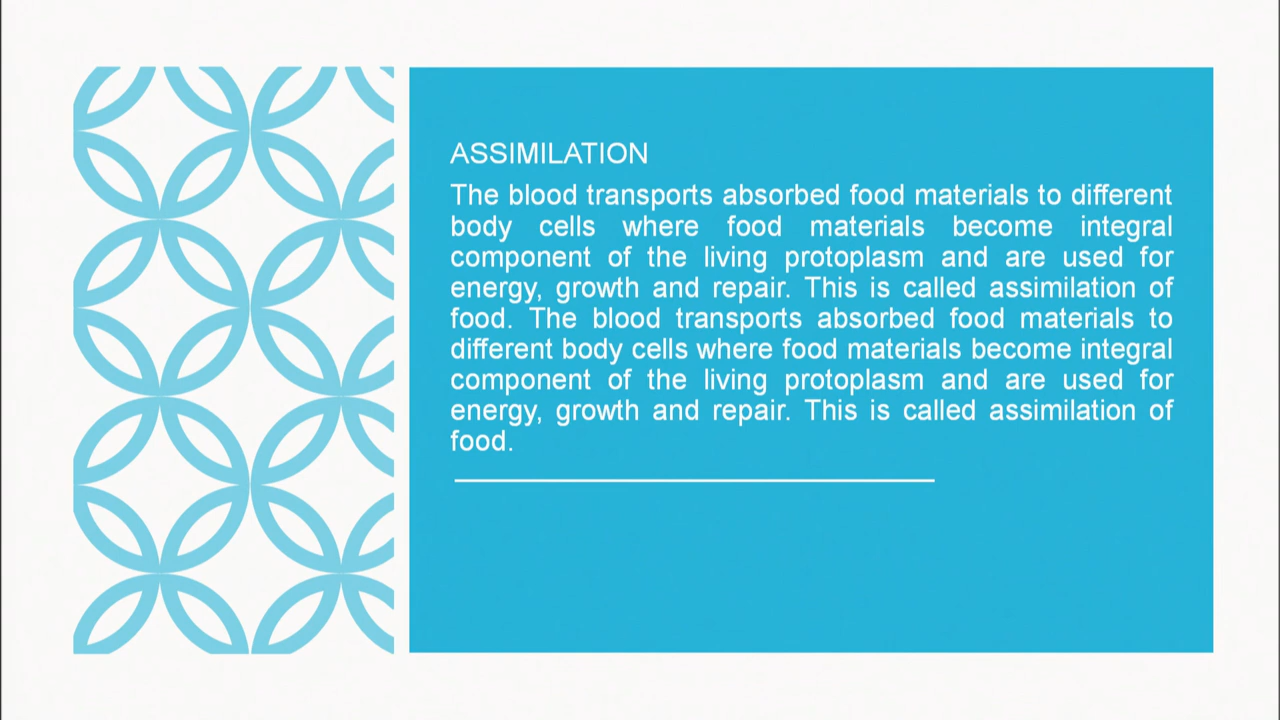 ASSIMILATION
The blood transports absorbed food materials to different
body cells where food materials become integral
component of the living protoplasm and are used for
energy, growth and repair. This is called assimilation of
food. The blood transports absorbed food materials to
different body cells where food materials become integral
component of the living protoplasm and are used for
energy, growth and repair. This is called assimilation of
food.